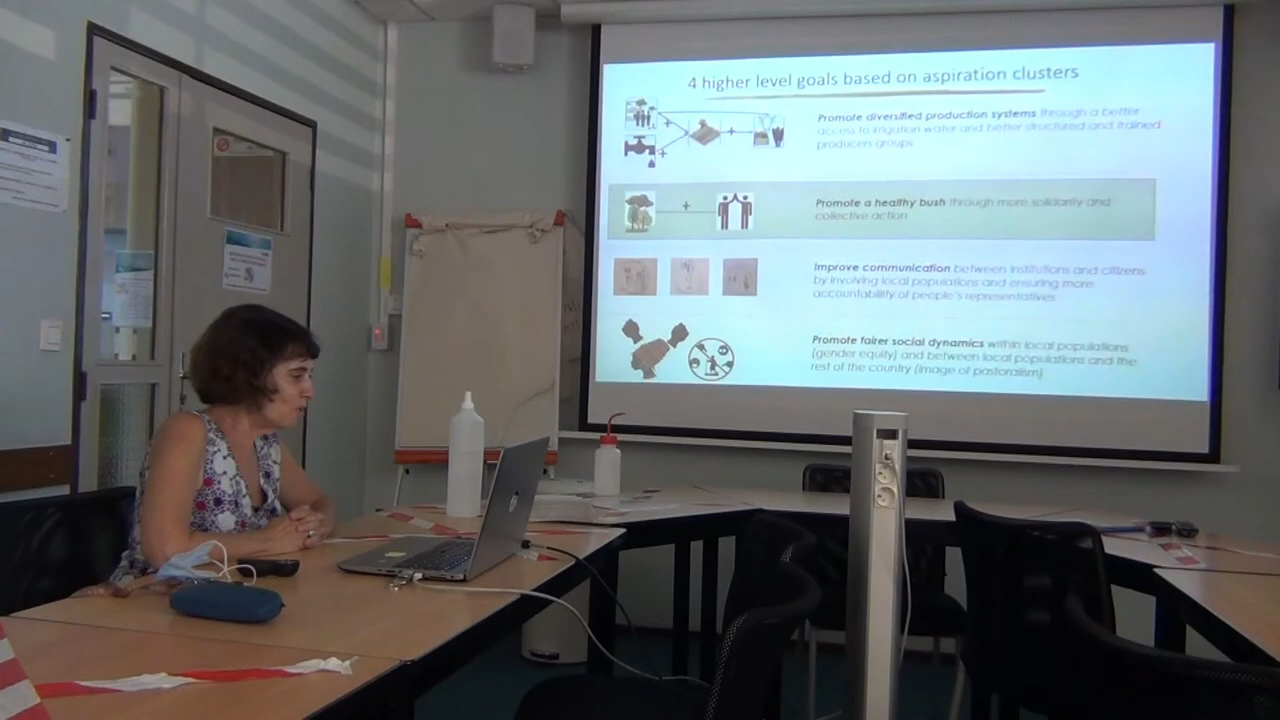 4 higher level goals based on aspiration clusters
Promote diversified production systems through a better
access to irrigation water and better structured and trained
producers groups
Promote a healthy bush through more solidarity and
collective action
Improve communication between institutions and citizens
by involving local populations and ensuring more
accountability of people's representatives
Promote fairer social dynamics within local populations
(gender equity) and between local populations and the
rest of the country (image of pastoralism)